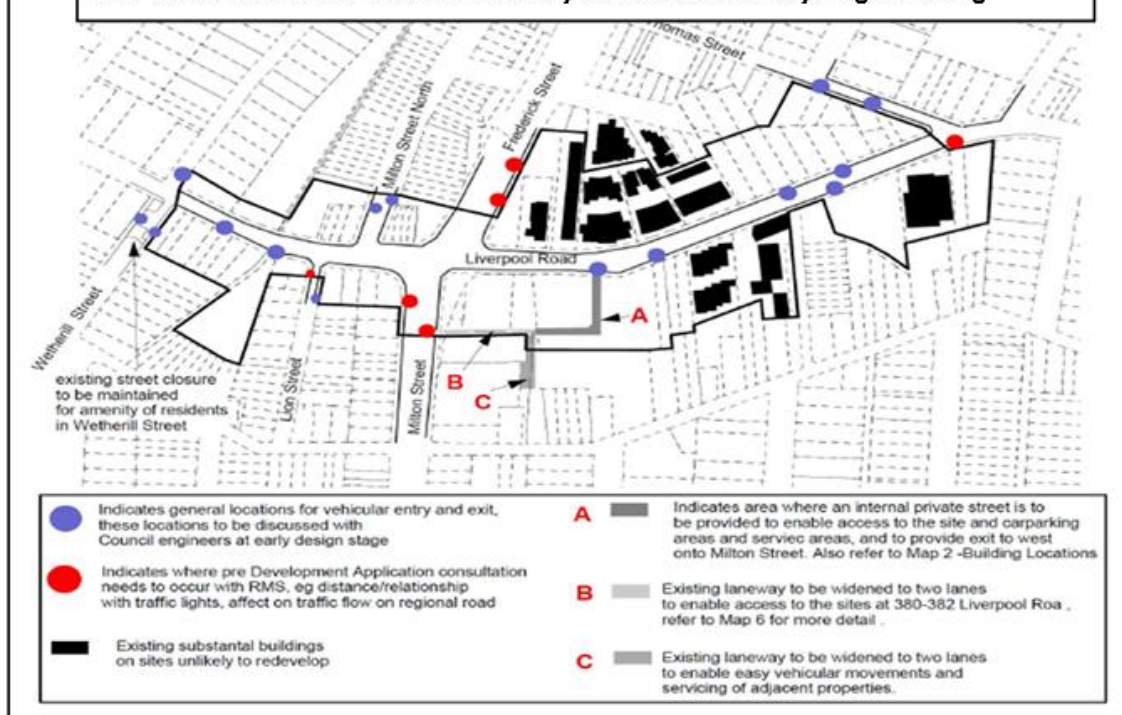 Thomas Street
Frederick Street
Milton Street North
Liverpool Road
A
Wetherill Street
existing street closure
to be maintained
for amenity of residents
in Wetherill Street
Lion Street
Milton Street
B
C
Indicates general locations for vehicular entry and exit,
these locations to be discussed with
Council engineers at early design stage
Indicates where pre Development Application consultation
needs to occur with RMS, eg distance/relationship
with traffic lights, affect on traffic flow on regional road
Existing substantal buildings
on sites unlikely to redevelop
A
Indicates area where an internal private street is to
be provided to enable access to the site and carparking
areas and serviec areas, and to provide exit to west
onto Milton Street. Also refer to Map 2 -Building Locations
B
Existing laneway to be widened to two lanes
to enable access to the sites at 380-382 Liverpool Roa ,
refer to Map 6 for more detail .
C
Existing laneway to be widened to two lanes
to enable easy vehicular movements and
servicing of adjacent properties.